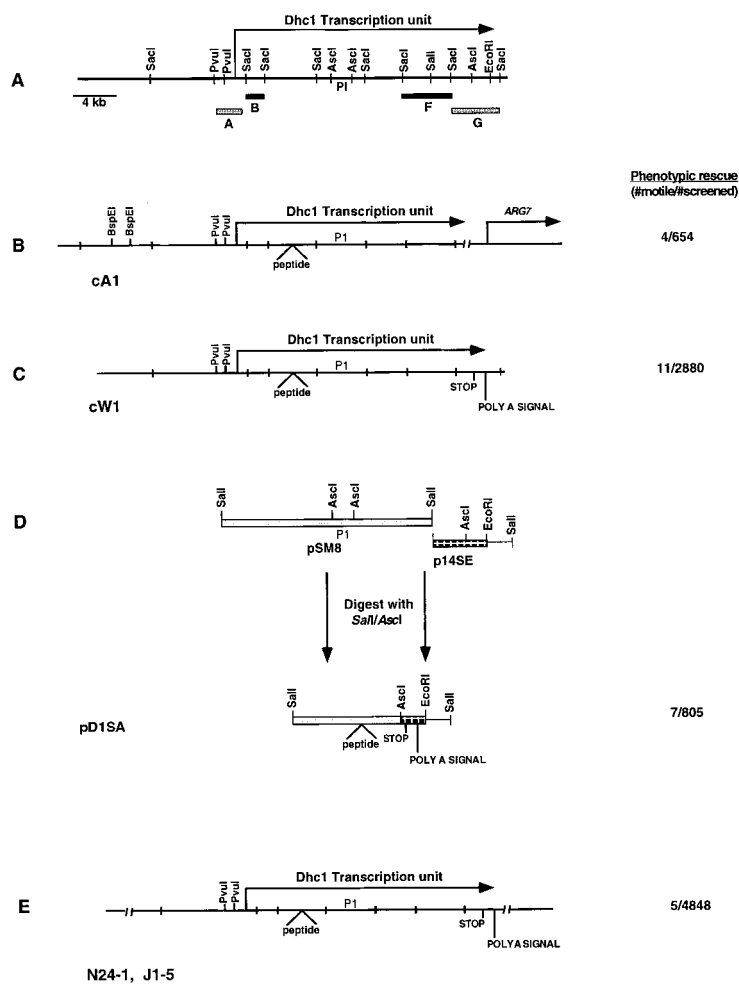 Dhc1 Transcription unit
SacI PvuI PvuI SacI SacI SacI AscI AscI SacI SacI SalI SacI AscI EcoRI SacI
A
PI
4 kb
B
F
A
G
Phenotypic rescue
(#motile/#screened)
BspEI BspEI PvuI PvuI
Dhc1 Transcription unit
ARG7
B
P1
4/654
peptide
cA1
PvuI PvuI
Dhc1 Transcription unit
C
P1
11/2880
peptide
STOP
POLY A SIGNAL
cW1
SalI AscI AscI SalI
D
AscI EcoRI SalI
P1
pSM8
p14SE
Digest with
SalI/AscI
SalI AscI EcoRI SalI
pD1SA
7/805
peptide
STOP
POLY A SIGNAL
PvuI PvuI
Dhc1 Transcription unit
E
P1
5/4848
peptide
STOP
POLYA SIGNAL
N24-1, J1-5